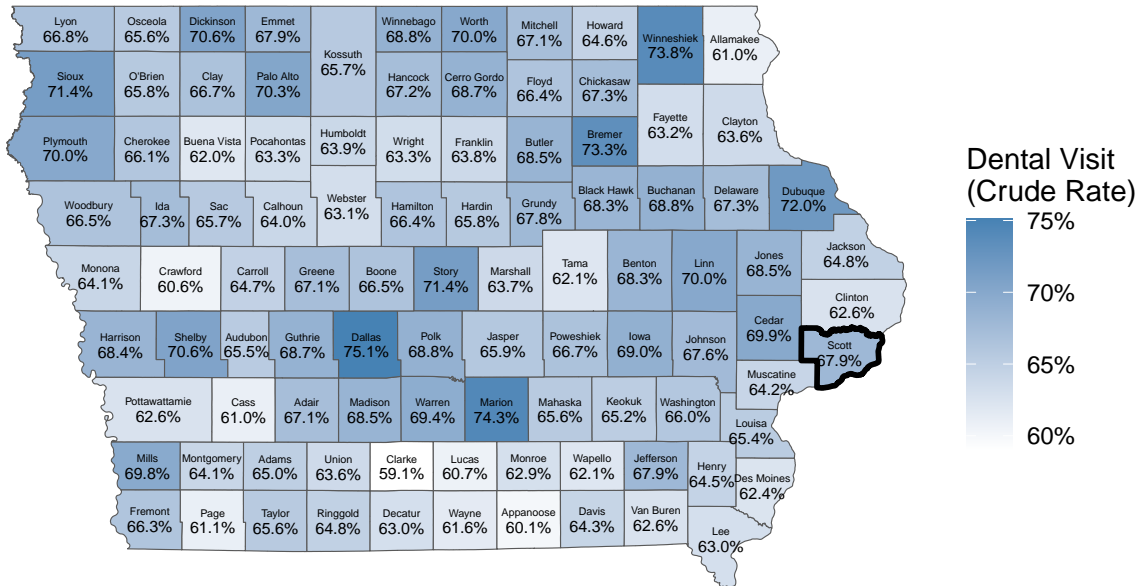 Lyon Osceola Dickinson Emmet Winnebago Worth Mitchell Howard Winneshiek Allamakee
66.8% 65.6% 70.6% 67.9% 68.8% 70.0% 67.1% 64.6% 73.8% 61.0%
Kossuth
65.7%
Sioux O'Brien Clay Palo Alto Hancock Cerro Gordo Floyd Chickasaw
71.4% 65.8% 66.7% 70.3% 67.2% 68.7% 66.4% 67.3%
Fayette Clayton
63.2% 63.6%
Plymouth Cherokee Buena Vista Pocahontas Humboldt Wright Franklin Butler Bremer
70.0% 66.1% 62.0% 63.3% 63.9% 63.3% 63.8% 68.5% 73.3%
Woodbury Ida Sac Calhoun Webster Hamilton Hardin Grundy Black Hawk Buchanan Delaware Dubuque
66.5% 67.3% 65.7% 64.0% 63.1% 66.4% 65.8% 67.8% 68.3% 68.8% 67.3% 72.0%
Monona Crawford Carroll Greene Boone Story Marshall Tama Benton Linn Jones Jackson
64.1% 60.6% 64.7% 67.1% 66.5% 71.4% 63.7% 62.1% 68.3% 70.0% 68.5% 64.8%
Clinton
62.6%
Harrison Shelby Audubon Guthrie Dallas Polk Jasper Poweshiek Iowa Johnson Cedar Scott
68.4% 70.6% 65.5% 68.7% 75.1% 68.8% 65.9% 66.7% 69.0% 67.6% 69.9% 67.9%
Muscatine
64.2%
Pottawattamie Cass Adair Madison Warren Marion Mahaska Keokuk Washington
62.6% 61.0% 67.1% 68.5% 69.4% 74.3% 65.6% 65.2% 66.0%
Louisa
65.4%
Mills Montgomery Adams Union Clarke Lucas Monroe Wapello Jefferson Henry Des Moines
69.8% 64.1% 65.0% 63.6% 59.1% 60.7% 62.9% 62.1% 67.9% 64.5% 62.4%
Fremont Page Taylor Ringgold Decatur Wayne Appanoose Davis Van Buren Lee
66.3% 61.1% 65.6% 64.8% 63.0% 61.6% 60.1% 64.3% 62.6% 63.0%
Dental Visit
(Crude Rate)
75%
70%
65%
60%